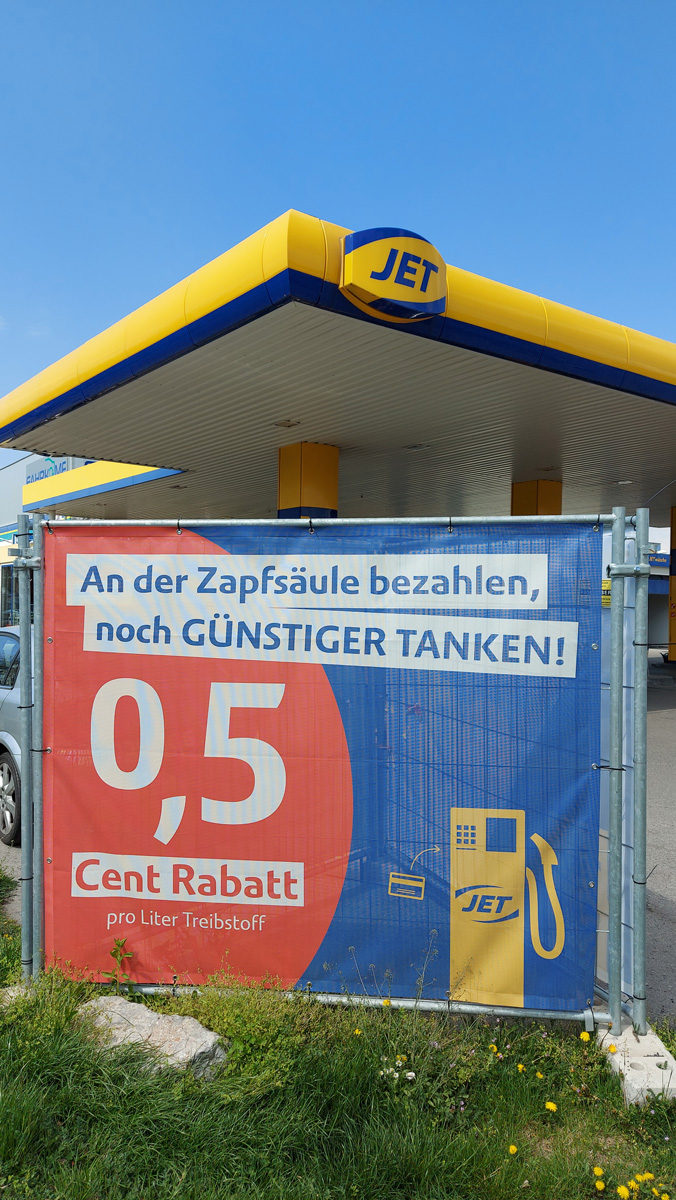 JET
An der Zapfsäule bezahlen,
noch GÜNSTIGER TANKEN!
0,5
Cent Rabatt
pro Liter Treibstoff
JET